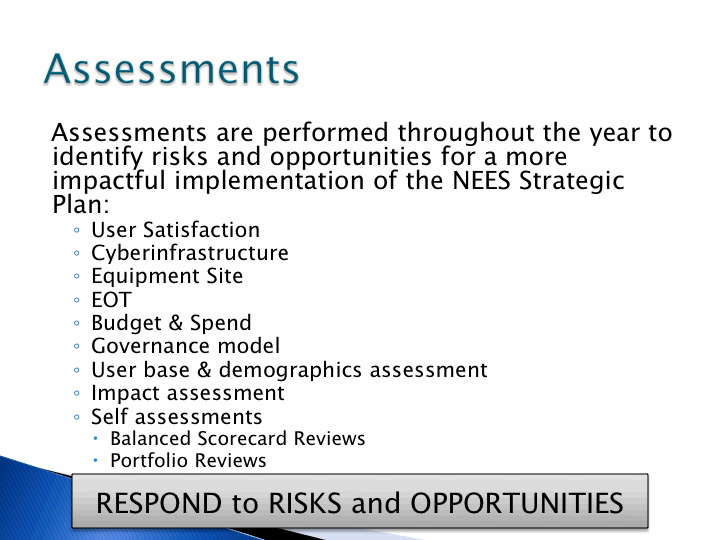 Assessments
Assessments are performed throughout the year to
identify risks and opportunities for a more
impactful implementation of the NEES Strategic
Plan:
◦ User Satisfaction
◦ Cyberinfrastructure
◦ Equipment Site
◦ EOT
◦ Budget & Spend
◦ Governance model
◦ User base & demographics assessment
◦ Impact assessment
◦ Self assessments
· Balanced Scorecard Reviews
· Portfolio Reviews
RESPOND to RISKS and OPPORTUNITIES